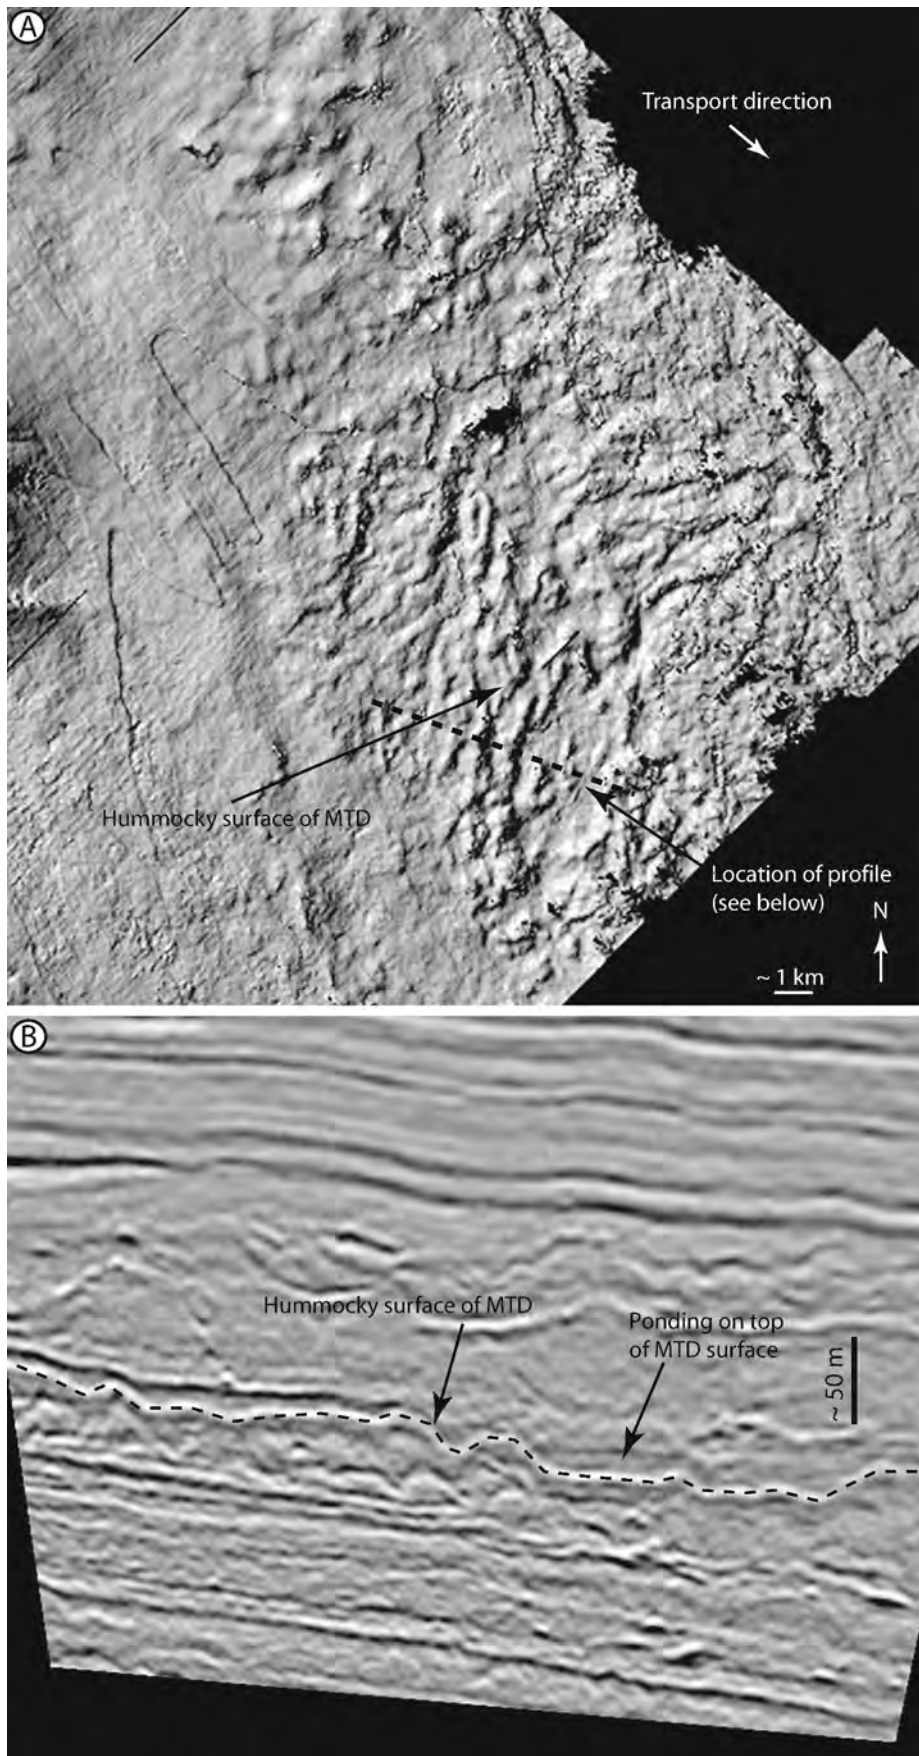 A
Transport direction
Hummocky surface of MTD
Location of profile
(see below)
N
~ 1 km
B
Hummocky surface of MTD
Ponding on top
of MTD surface
~ 50 m